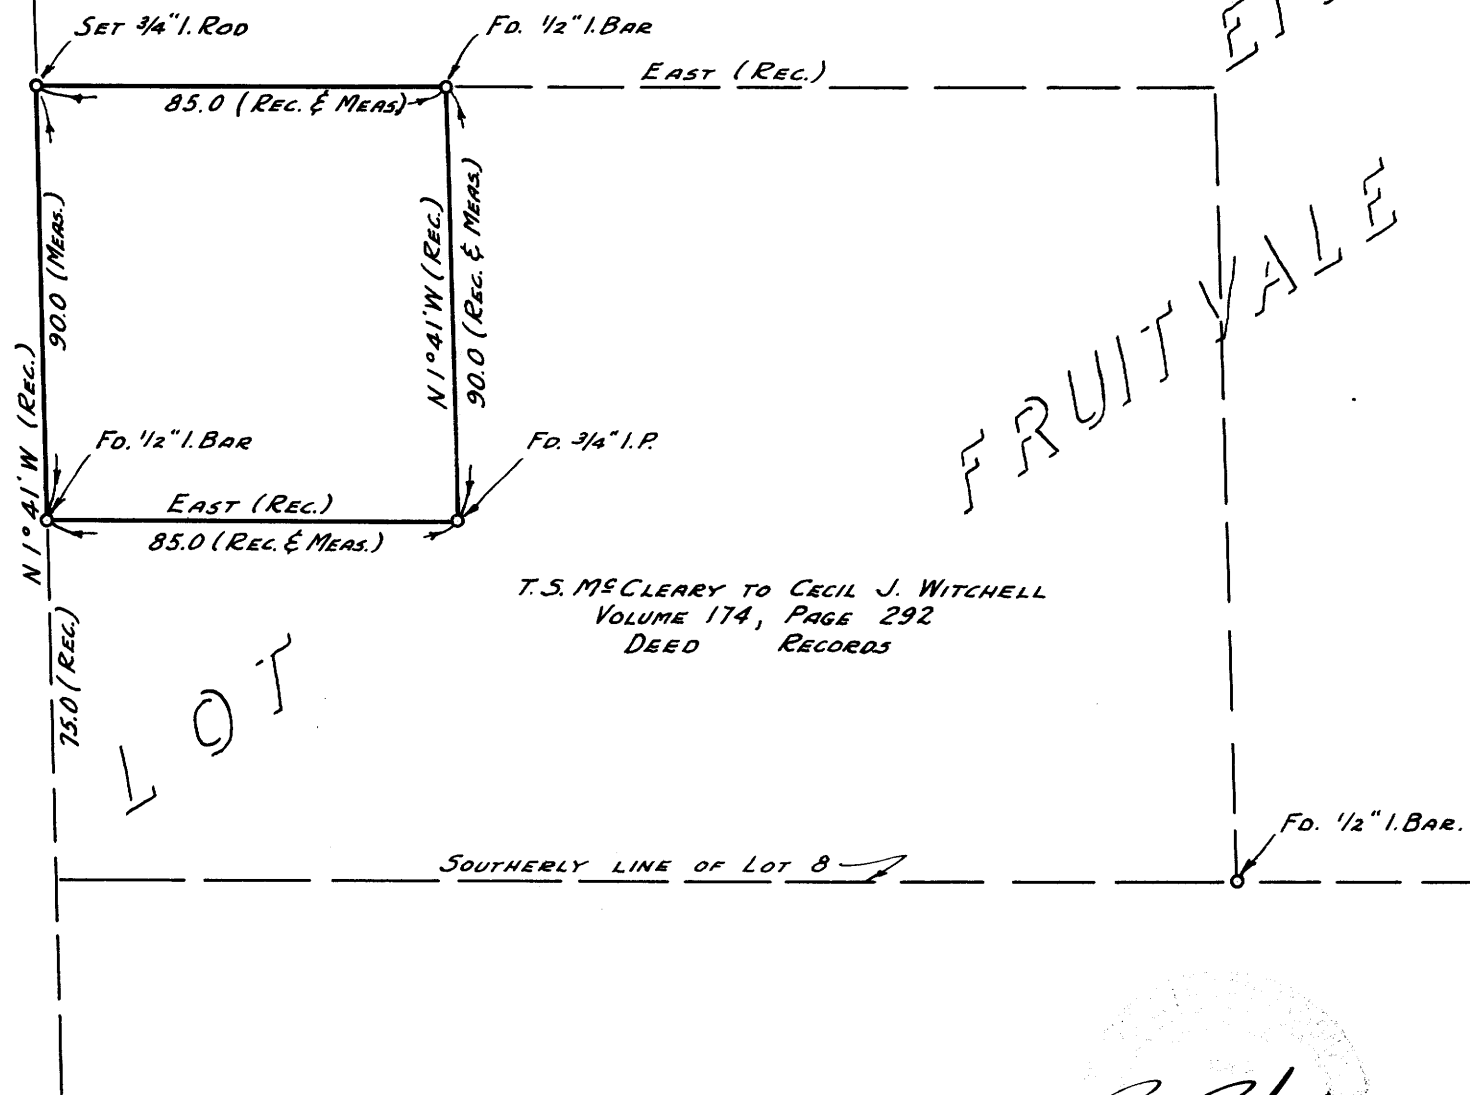 SET 3/4" I. ROD
FD. 1/2" I. BAR
EAST (REC.)
85.0 (REC. & MEAS)
90.0 (MEAS.)
N 1° 41' W (REC.)
90.0 (REC. & MEAS.)
N 1° 41' W (REC.)
FD. 1/2" I. BAR
FD. 3/4" I.P.
EAST (REC.)
85.0 (REC. & MEAS.)
FRUITVALE
T. S. McCLEARY TO CECIL J. WITCHELL
VOLUME 174, PAGE 292
DEED RECORDS
75.0 (REC.)
LOT
FD. 1/2" I. BAR.
SOUTHERLY LINE OF LOT 8